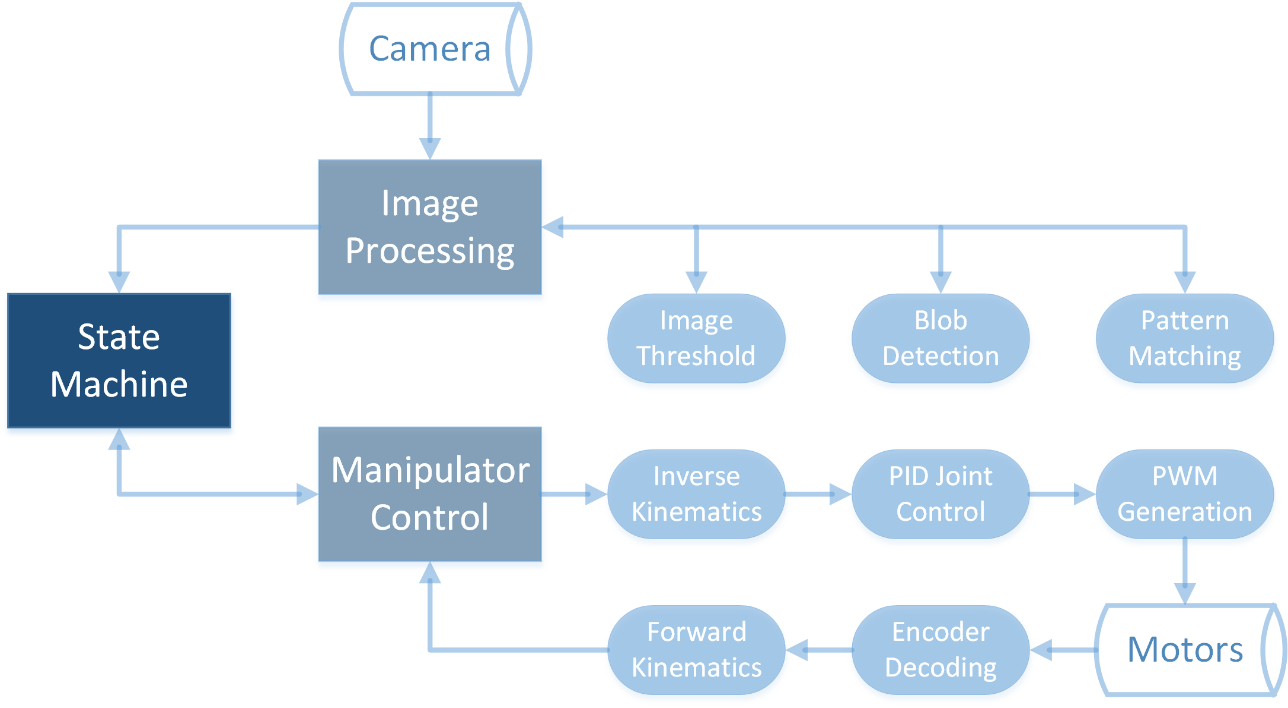 Camera
Image
Processing
State
Machine
Image
Threshold
Blob
Detection
Pattern
Matching
Manipulator
Control
Inverse
Kinematics
PID Joint
Control
PWM
Generation
Forward
Kinematics
Encoder
Decoding
Motors